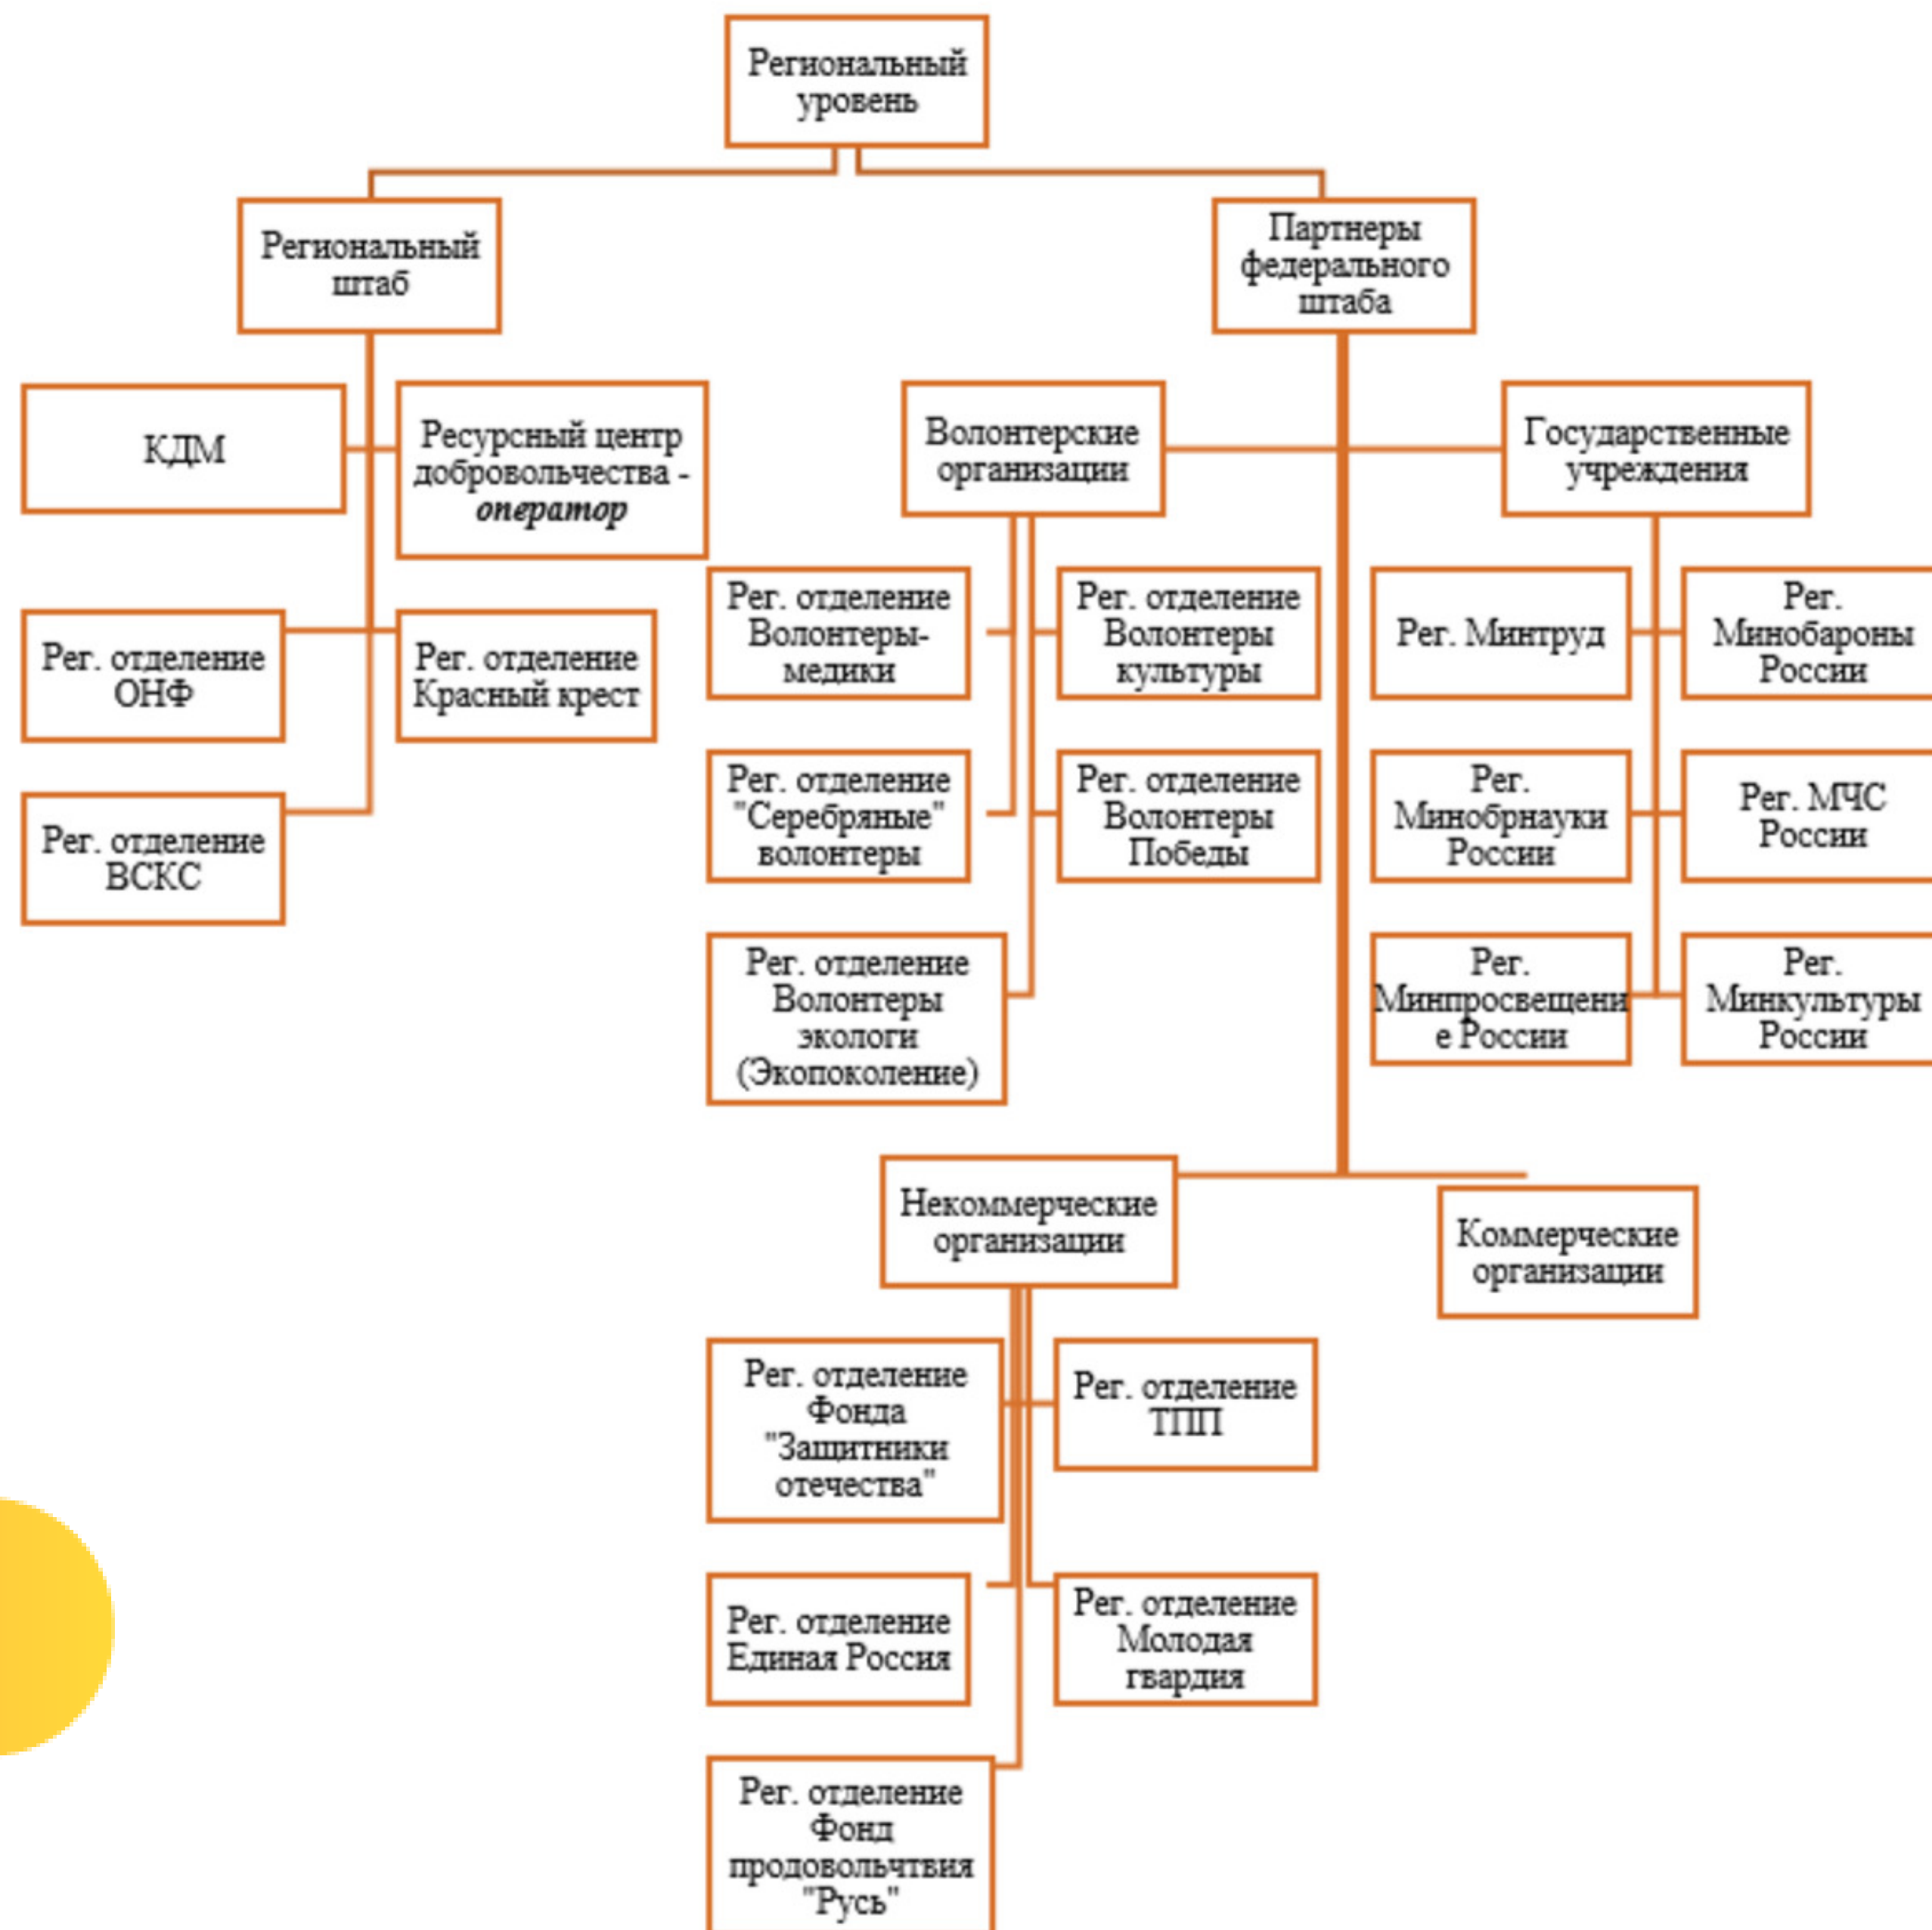 Региональный
уровень
Региональный
штаб
Партнеры
федерального
штаба
КДМ
Ресурсный центр
добровольчества -
оператор
Рег. отделение
ОНФ
Рег. отделение
Красный крест
Рег. отделение
ВСКС
Волонтерские
организации
Государственные
учреждения
Рег. отделение
Волонтеры-
медики
Рег. отделение
Волонтеры
культуры
Рег. отделение
"Серебряные"
волонтеры
Рег. отделение
Волонтеры
Победы
Рег. отделение
Волонтеры
экологи
(Экопоколение)
Рег. Минтруд
Рег.
Минобароны
России
Рег.
Минобрнауки
России
Рег. МЧС
России
Рег.
Минпросвещени
е России
Рег.
Минкультуры
России
Некоммерческие
организации
Коммерческие
организации
Рег. отделение
Фонда
"Защитники
отечества"
Рег. отделение
ТПП
Рег. отделение
Единая Россия
Рег. отделение
Молодая
гвардия
Рег. отделение
Фонд
продовольчтвия
"Русь"